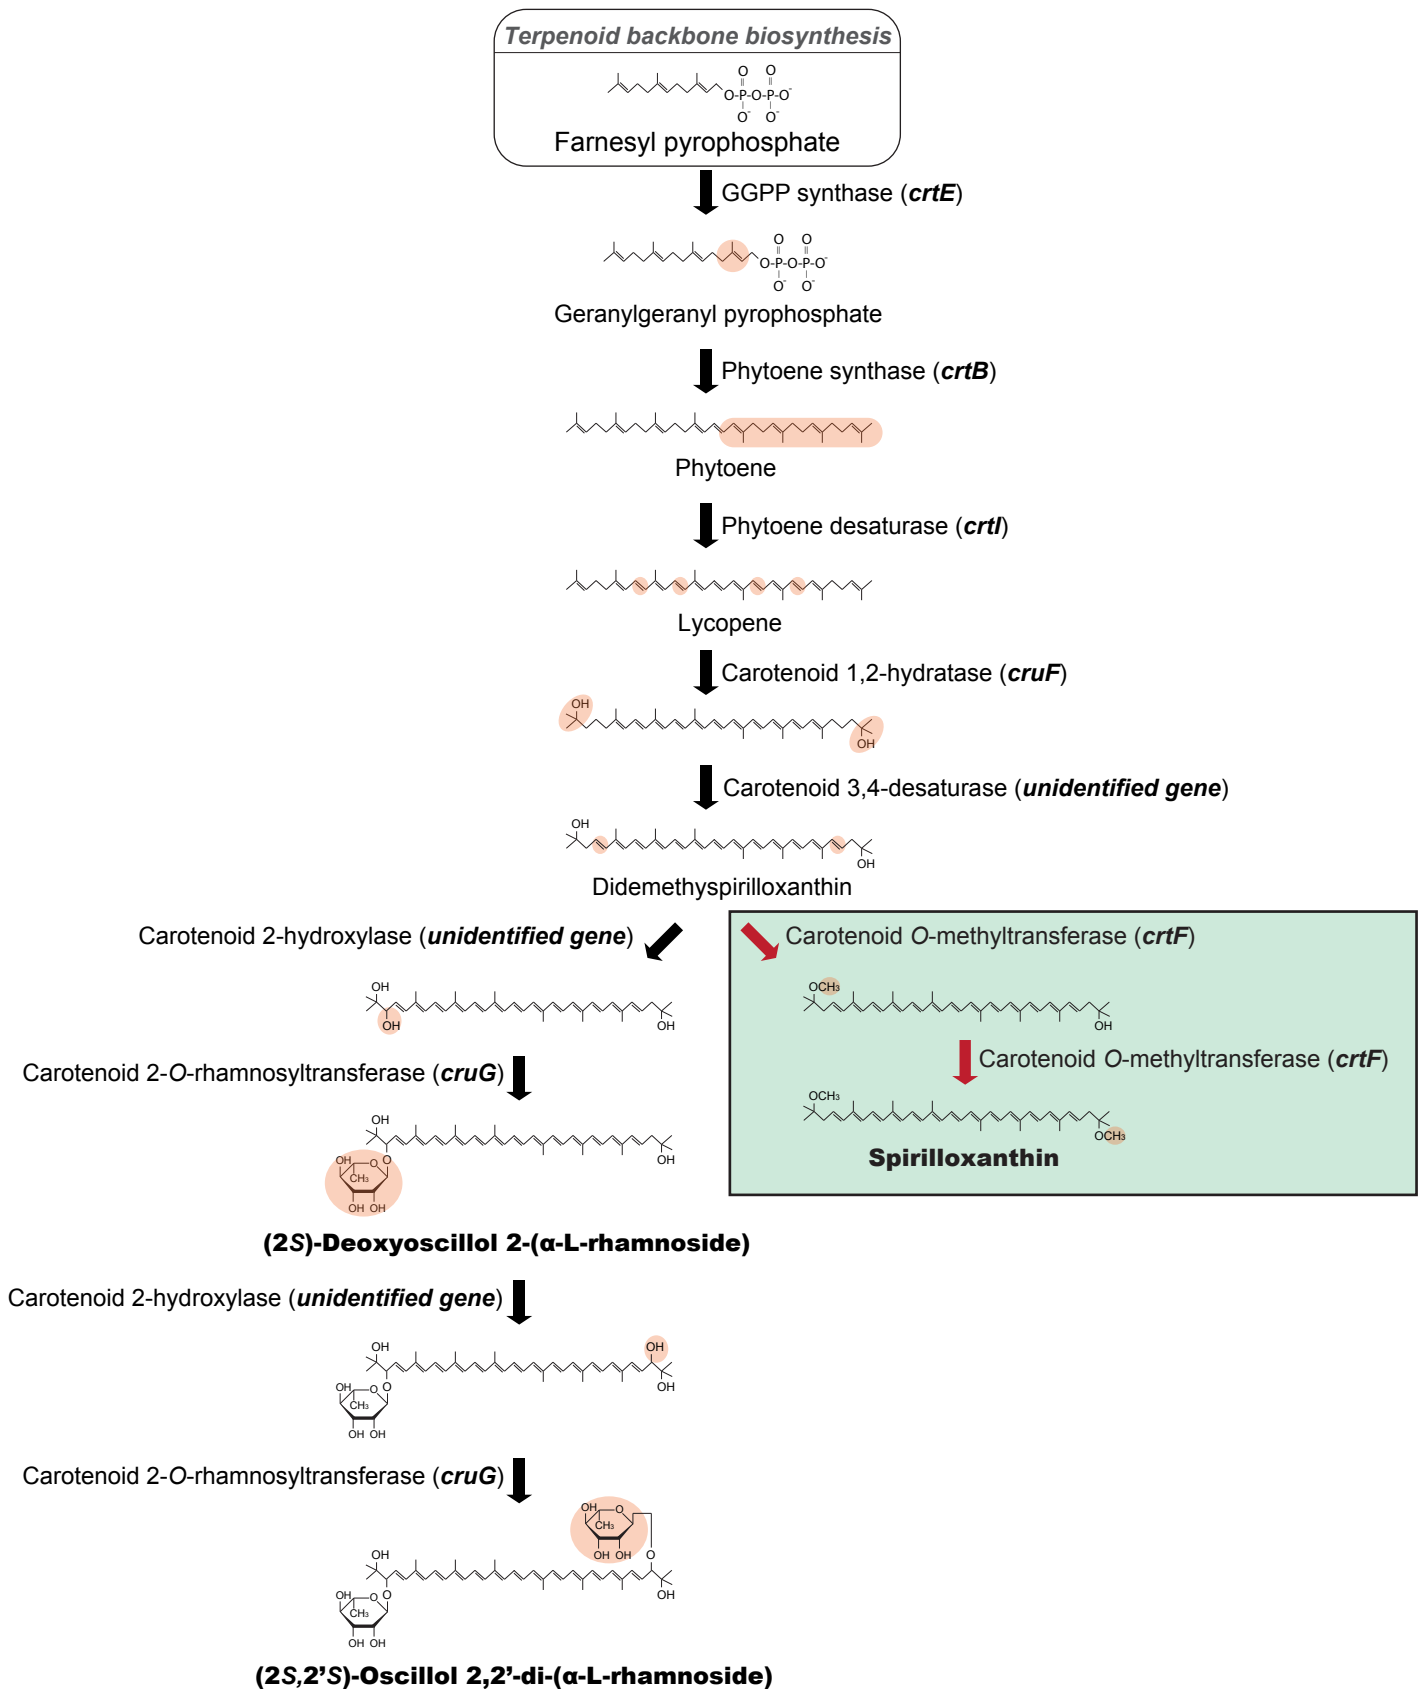 Terpenoid backbone biosynthesis
O O
O-P-O-P-O-
O- O-
Farnesyl pyrophosphate
GGPP synthase (crtE)
O O
O-P-O-P-O-
O- O-
Geranylgeranyl pyrophosphate
Phytoene synthase (crtB)
Phytoene
Phytoene desaturase (crtI)
Lycopene
Carotenoid 1,2-hydratase (cruF)
OH
OH
Carotenoid 3,4-desaturase (unidentified gene)
OH
OH
Didemethyspirilloxanthin
Carotenoid 2-hydroxylase (unidentified gene)
OH
OH
OH
Carotenoid 2-O-rhamnosyltransferase (cruG)
OH
O
OH
OH O
CH3
OH OH
(2S)-Deoxyoscillol 2-(α-L-rhamnoside)
Carotenoid 2-hydroxylase (unidentified gene)
OH
OH
O
OH
OH O
CH3
OH OH
Carotenoid 2-O-rhamnosyltransferase (cruG)
OH O
CH3
OH OH
OH
O
O
OH
OH O
CH3
OH OH
(2S,2’S)-Oscillol 2,2’-di-(α-L-rhamnoside)
Carotenoid O-methyltransferase (crtF)
OCH3
OH
Carotenoid O-methyltransferase (crtF)
OCH3
OCH3
Spirilloxanthin